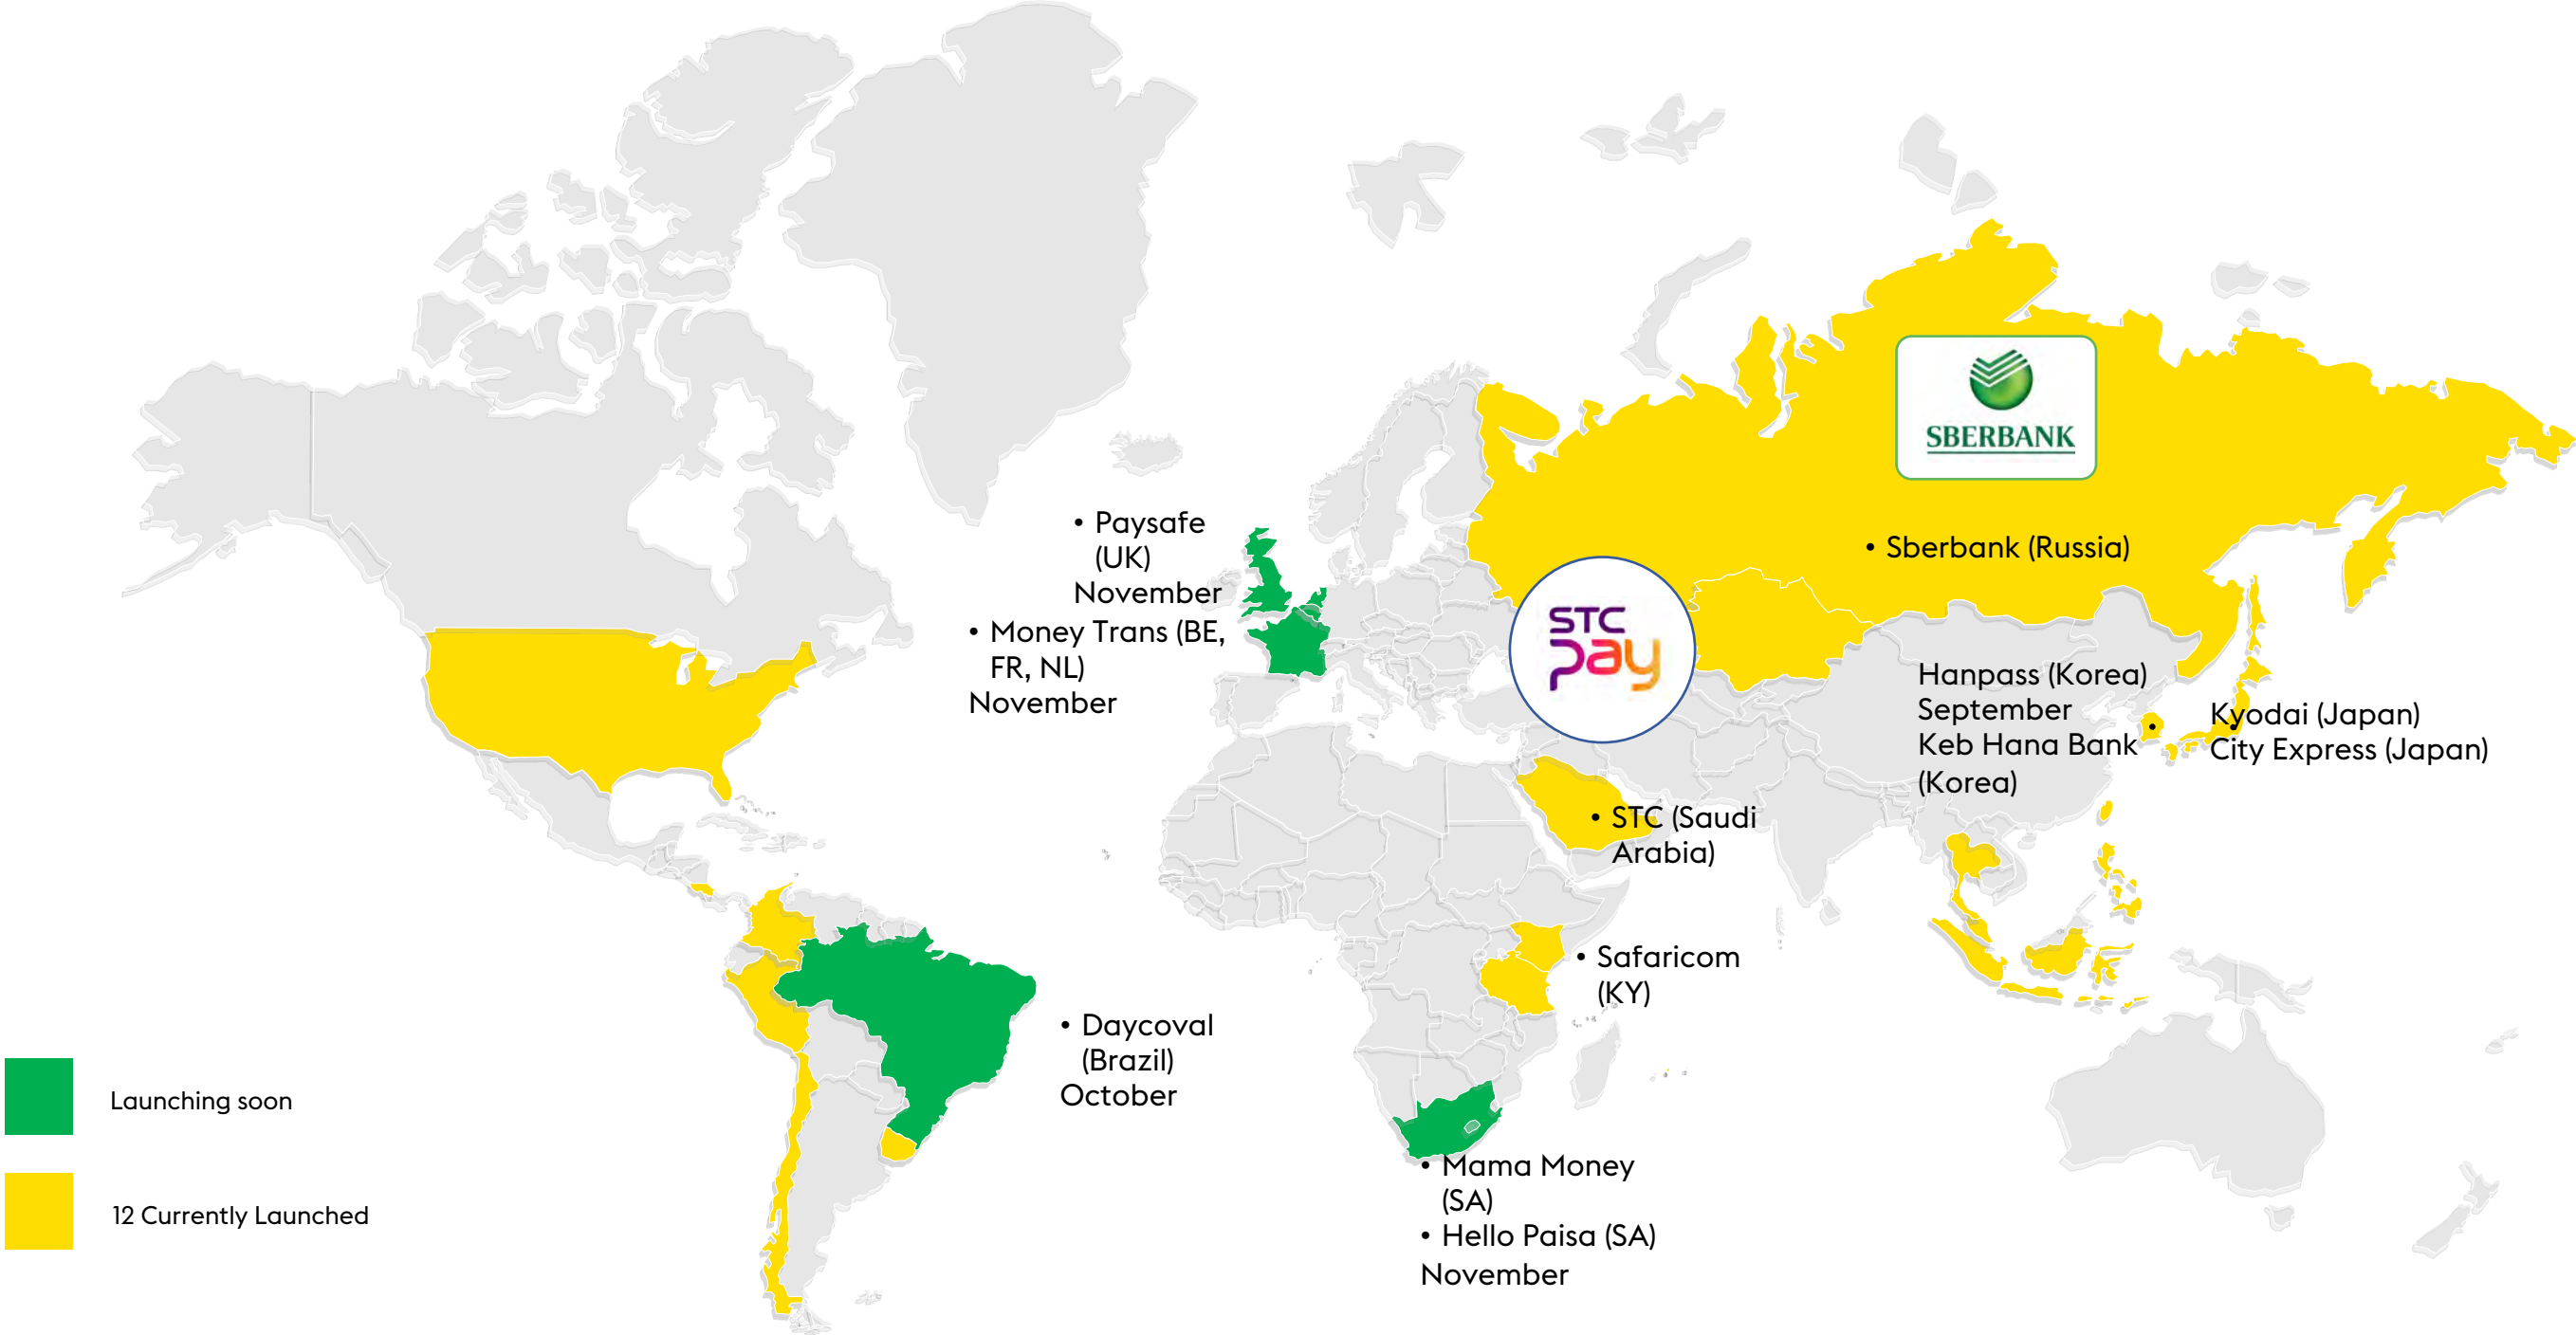 SBERBANK
• Paysafe
(UK)
November
• Sberbank (Russia)
STC
pay
• Money Trans (BE,
FR, NL)
November
Hanpass (Korea)
September
Keb Hana Bank
(Korea)
Kyodai (Japan)
City Express (Japan)
• STC (Saudi
Arabia)
• Safaricom
(KY)
• Daycoval
(Brazil)
October
Launching soon
• Mama Money
(SA)
• Hello Paisa (SA)
November
12 Currently Launched